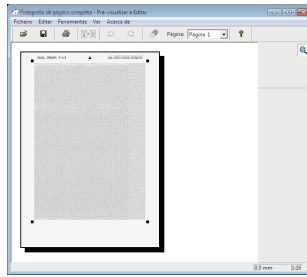 Fotografia de página completa - Pré-visualizar e Editar
Ficheiro Editar Ferramentas Ver Acerca de
Página: Página 1
0,0 mm